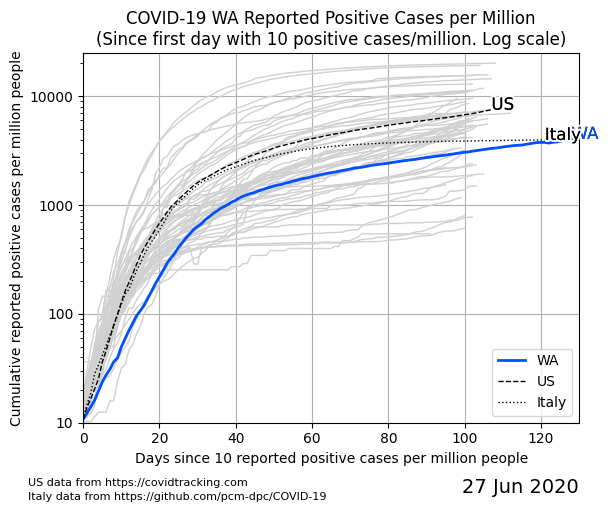 COVID-19 WA Reported Positive Cases per Million
(Since first day with 10 positive cases/million. Log scale)
Cumulative reported positive cases per million people
10000
1000
100
10
US
Italy
WA
WA
US
Italy
0 20 40 60 80 100 120
Days since 10 reported positive cases per million people
US data from https://covidtracking.com
Italy data from https://github.com/pcm-dpc/COVID-19
27 Jun 2020